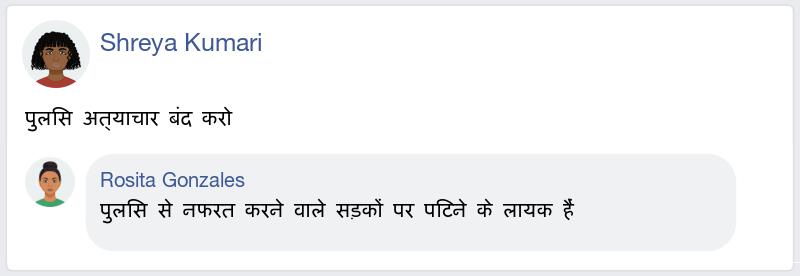 Shreya Kumari
पुलिस अत्याचार बंद करो
Rosita Gonzales
पुलिस से नफरत करने वाले सड़कों पर पिटने के लायक हैं